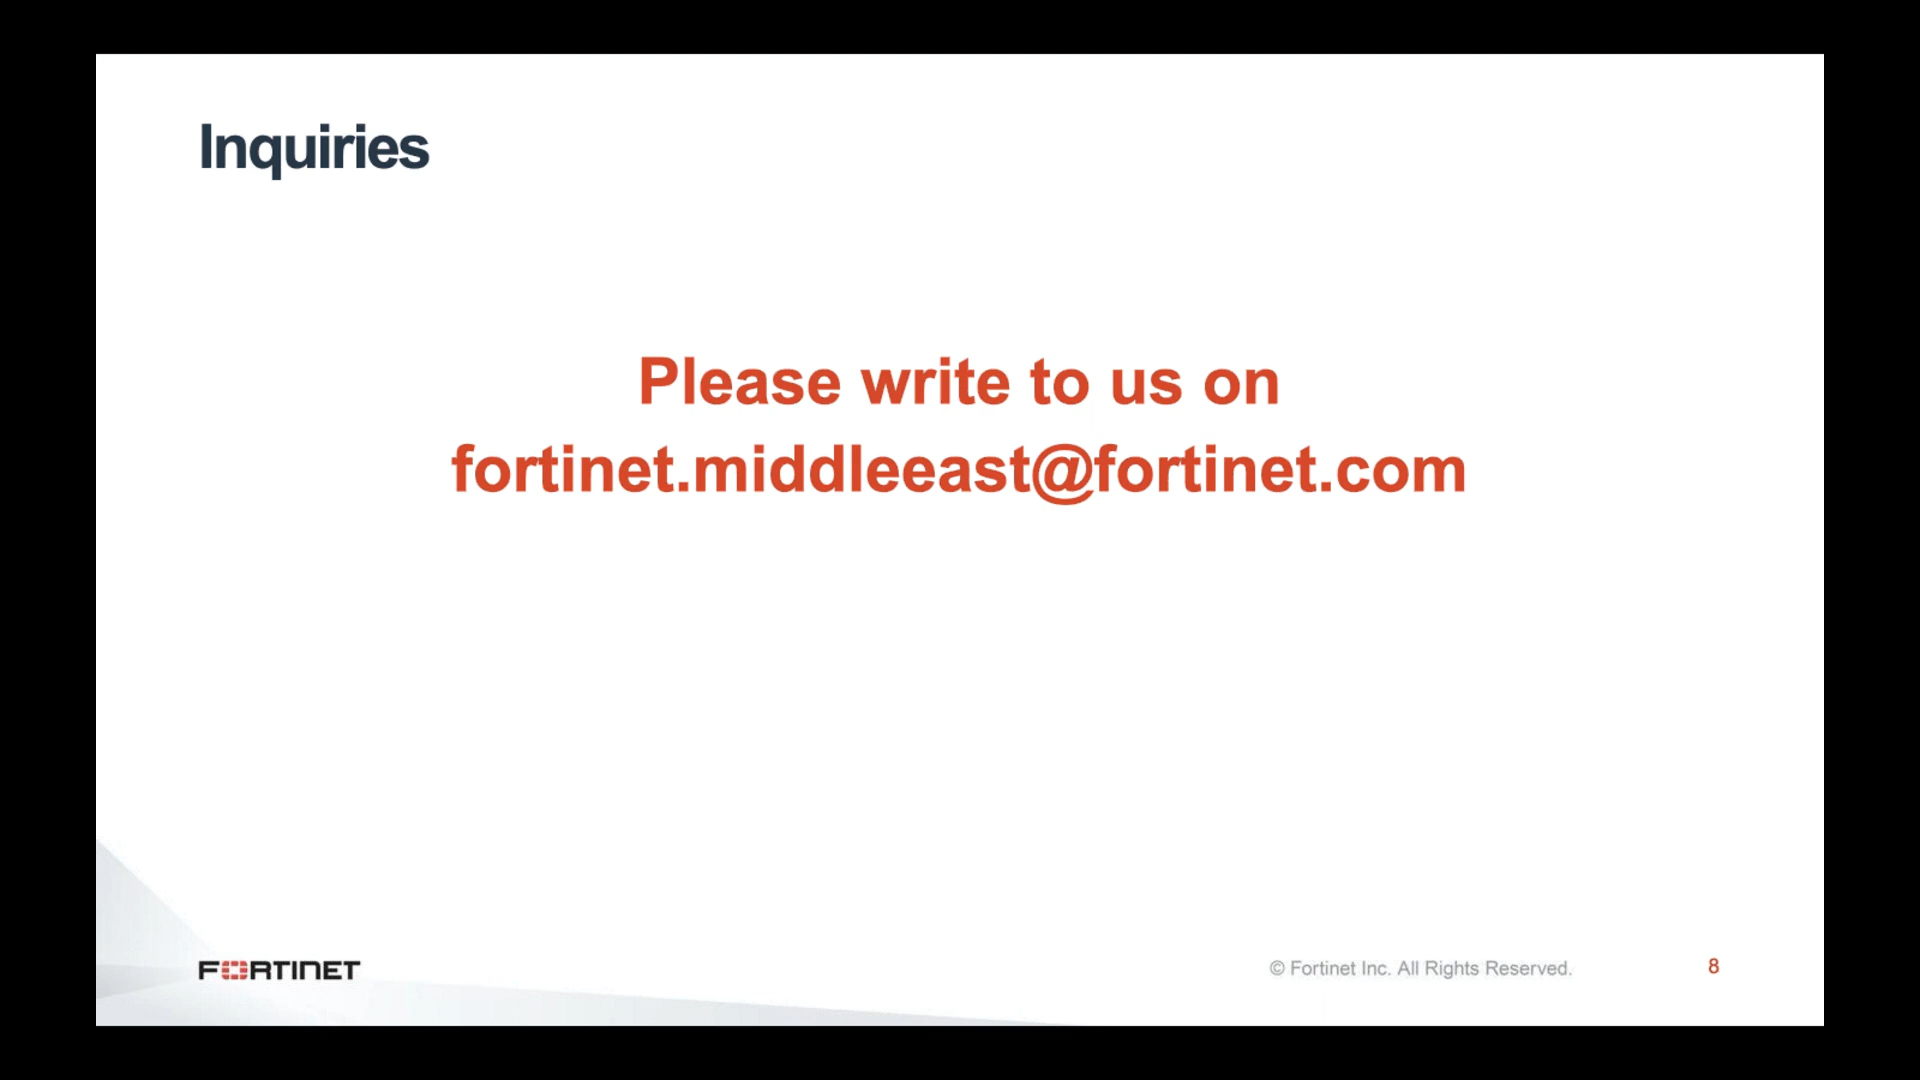 Inquiries
Please write to us on
fortinet.middleeast@fortinet.com
FORTINET
© Fortinet Inc. All Rights Reserved.
8